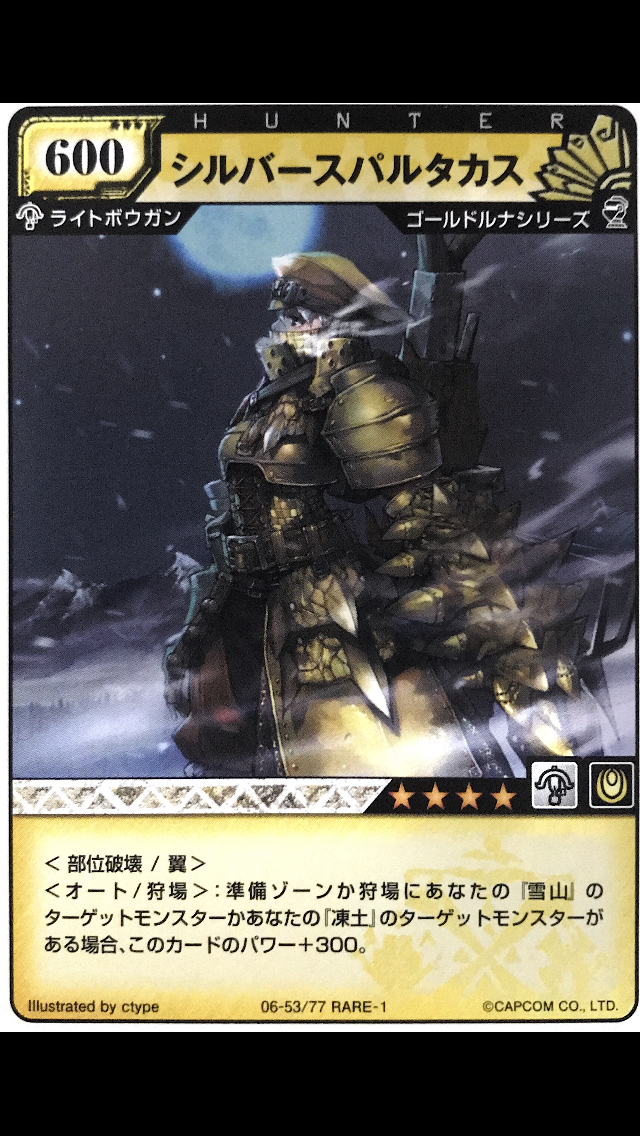 HUNTER
600
シルバースパルタカス
ライトボウガン
ゴールドルナシリーズ
＜ 部位破壊 / 翼＞
＜オート / 狩場＞: 準備ゾーンか狩場にあなたの『雪山』の
ターゲットモンスターかあなたの『凍土』のターゲットモンスターが
ある場合、このカードのパワー＋300。
Illustrated by ctype
06-53/77 RARE-1
©CAPCOM CO., LTD.